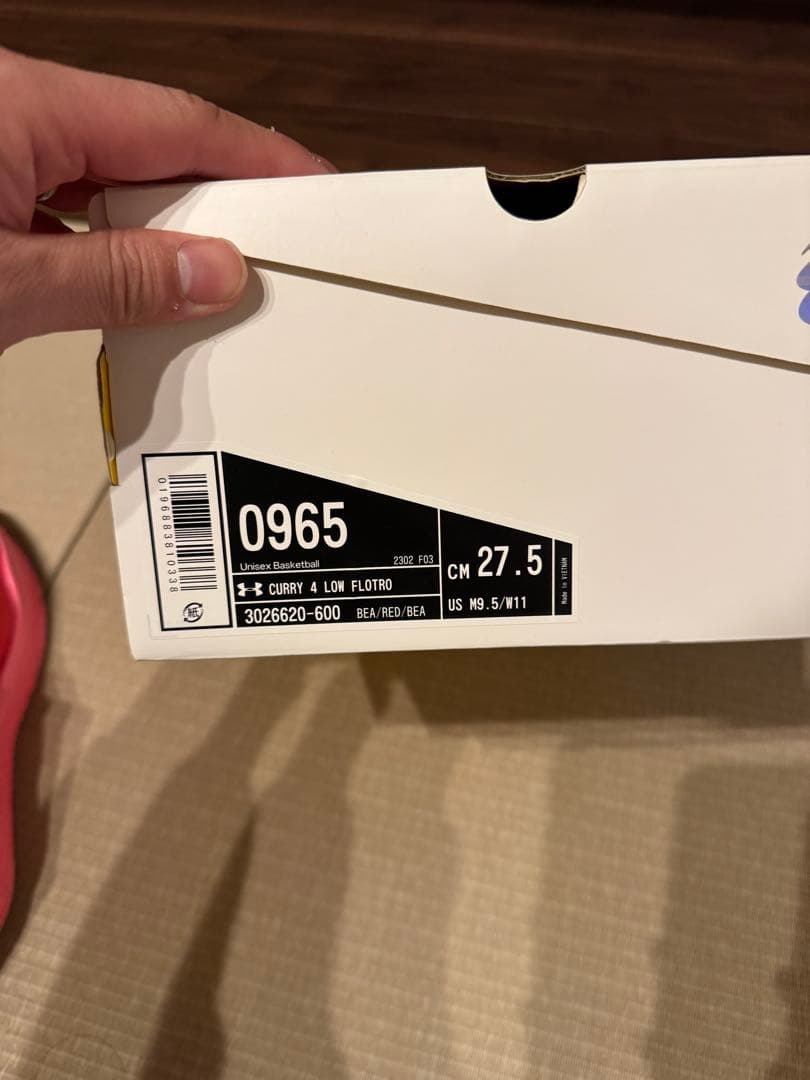 0196883810338
紙
0965
Unisex Basketball 2302 F03
CURRY 4 LOW FLOTRO
3026620-600 BEA/RED/BEA
CM 27.5
US M9.5/W11
Made in VIETNAM